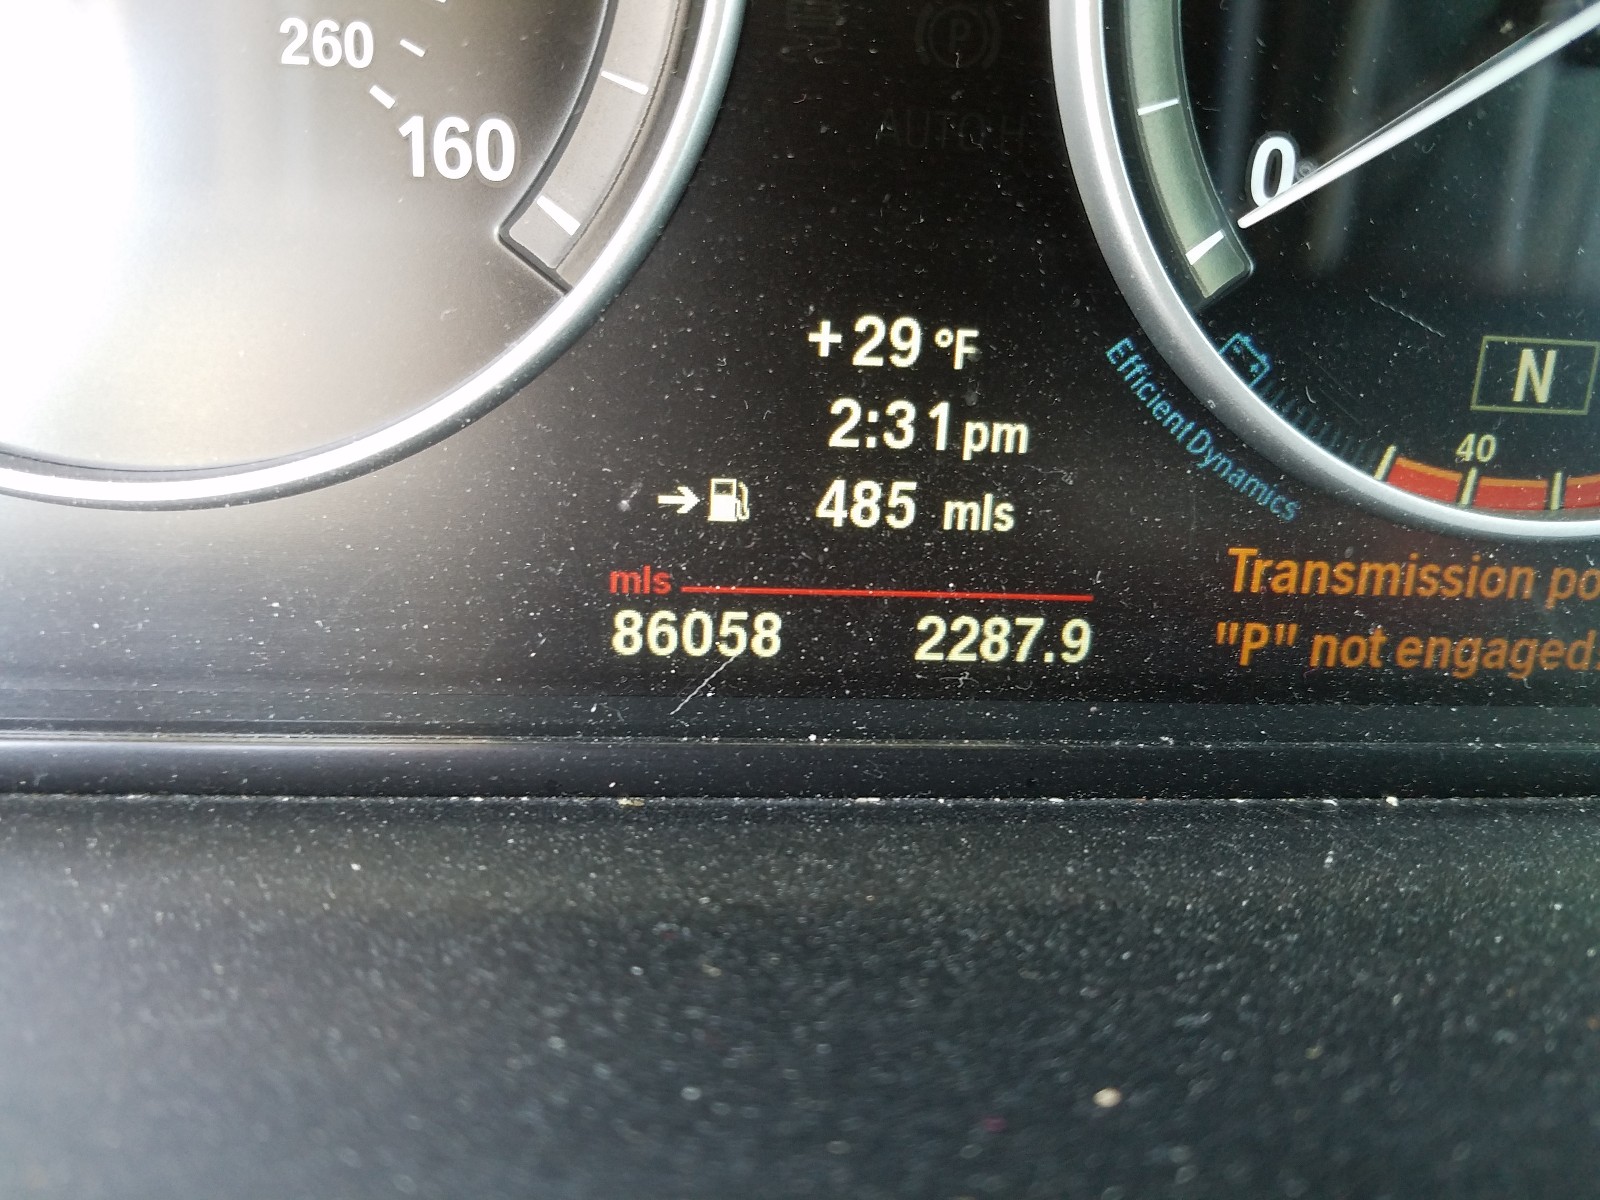 260
160
AUTO H
0
+29 °F
2:31 pm
485 mls
mls
86058 2287.9
Efficient Dynamics
N
40
Transmission
"P" not engaged.